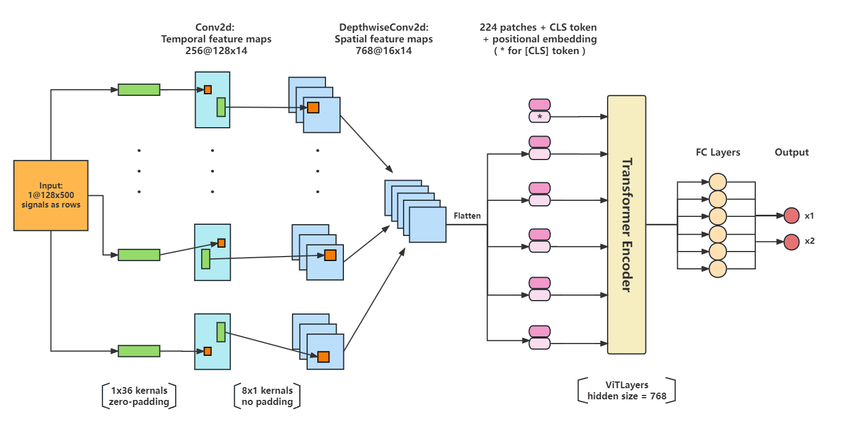 Conv2d:
Temporal feature maps
256@128x14
DepthwiseConv2d:
Spatial feature maps
768@16x14
224 patches + CLS token
+ positional embedding
( * for [CLS] token )
*
Input:
1@128x500
signals as rows
Flatten
Transformer Encoder
FC Layers
Output
x1
x2
1x36 kernals
zero-padding
8x1 kernals
no padding
ViTLayers
hidden size = 768